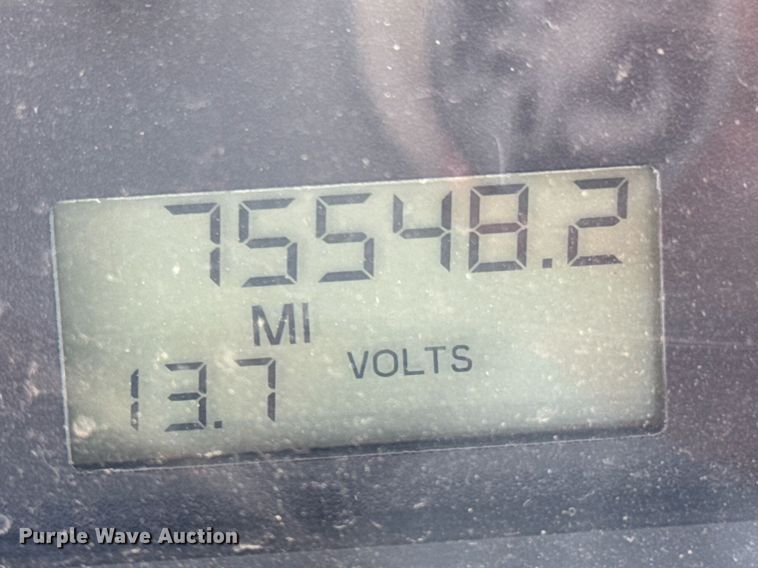 75548.2
MI
13.7 VOLTS
Purple Wave Auction